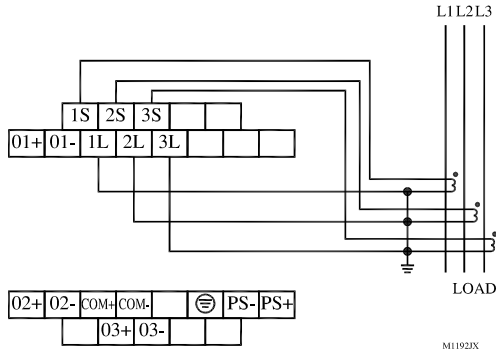 L1 L2 L3
1S 2S 3S
01+ 01- 1L 2L 3L
02+ 02- COM+ COM- PS- PS+
03+ 03-
LOAD
M1192JX